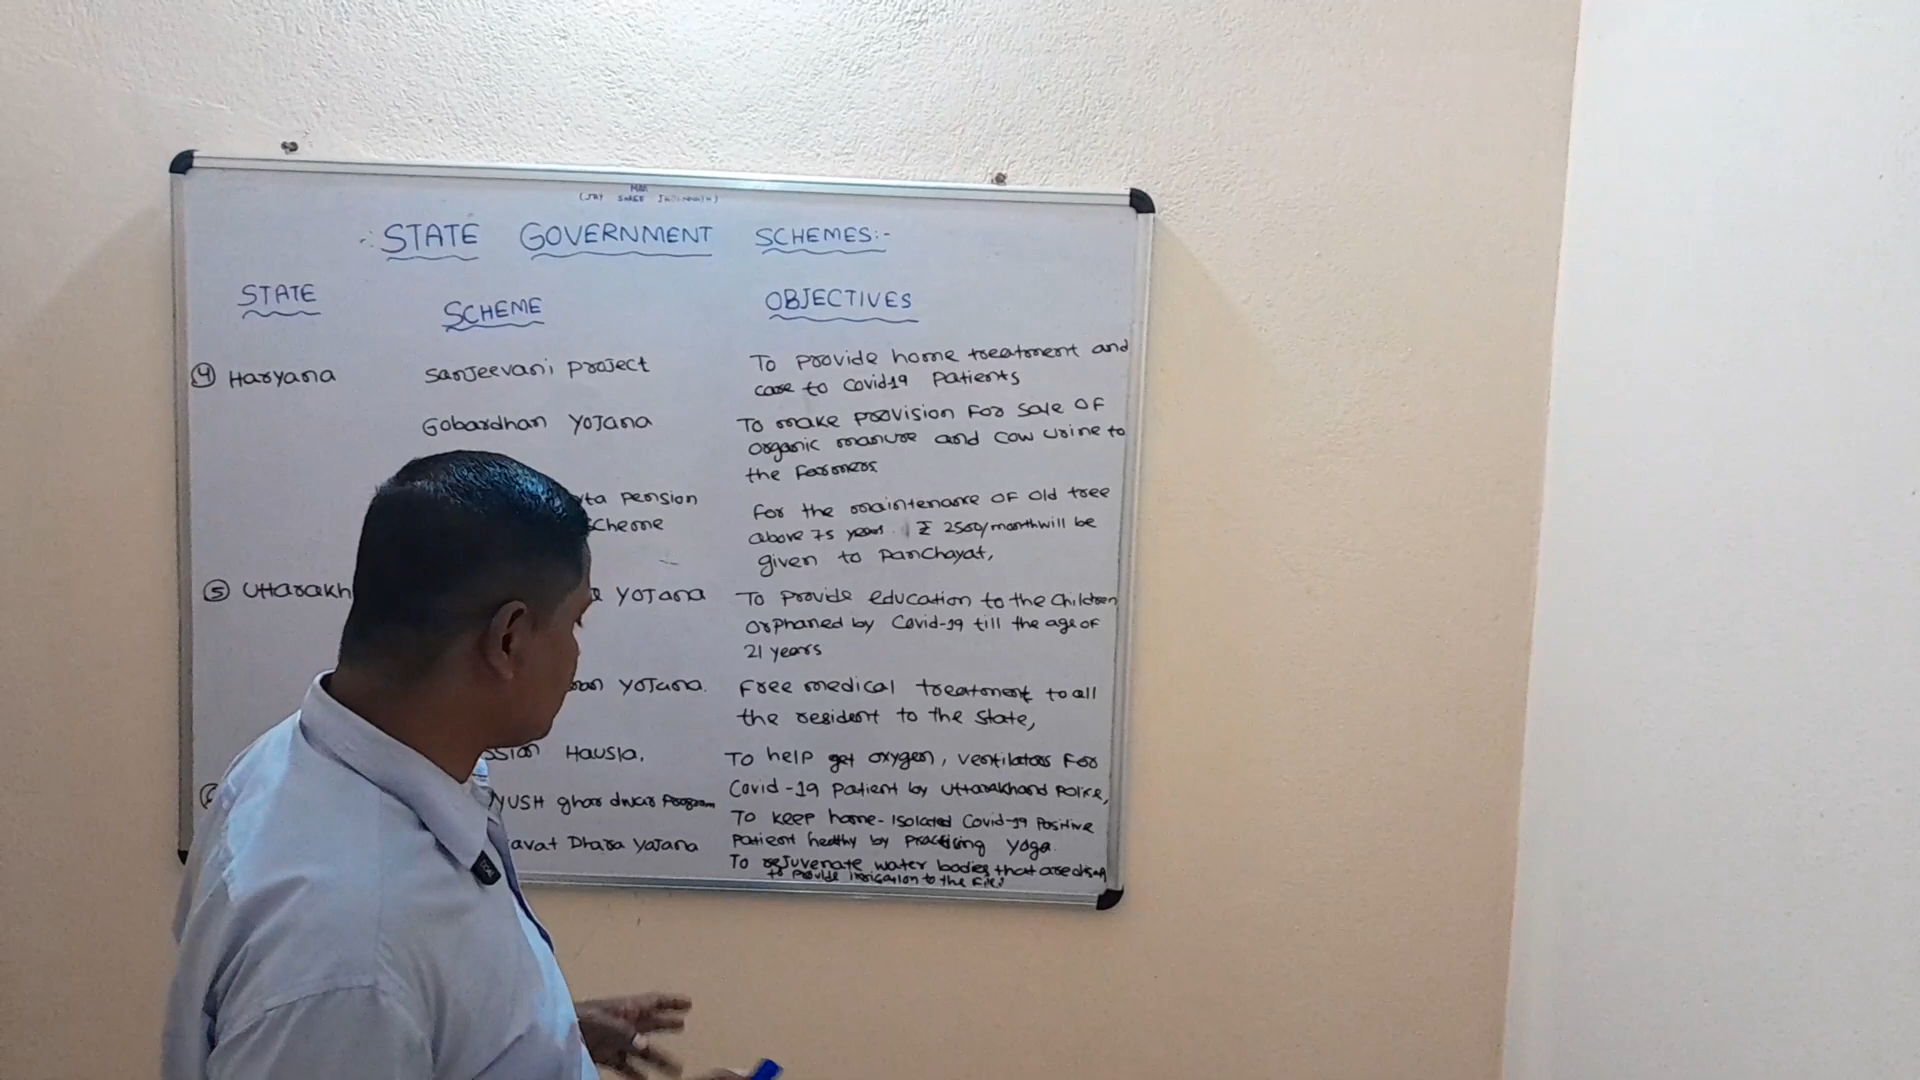 MAA
(JAY SHREE JAGANNATH)
STATE GOVERNMENT SCHEMES:-
STATE
SCHEME
OBJECTIVES
④ Haryana
Sanjeevani project
To provide home treatment and
care to Covid19 Patients
Gobardhan Yojana
To make provision For sale OF
organic manure and cow urine to
the Farmers
Pension
Scheme
For the maintenance OF old tree
above 75 years ₹ 2500/month will be
given to Panchayat,
⑤ Uttarakh
Yojana
To provide education to the Children
Orphaned by Covid-19 till the age of
21 years
Yojana.
Free medical treatment to all
the resident to the State,
Hausla.
To help get oxygen, ventilators For
Covid-19 Patient by Uttarakhand Police,
YUSH ghar dwar Program
To keep home-Isolated Covid-19 Positive
Patient healthy by Practicing yoga.
avat Dhara Yojana
To rejuvenate water bodies that are
to provide irrigation to the